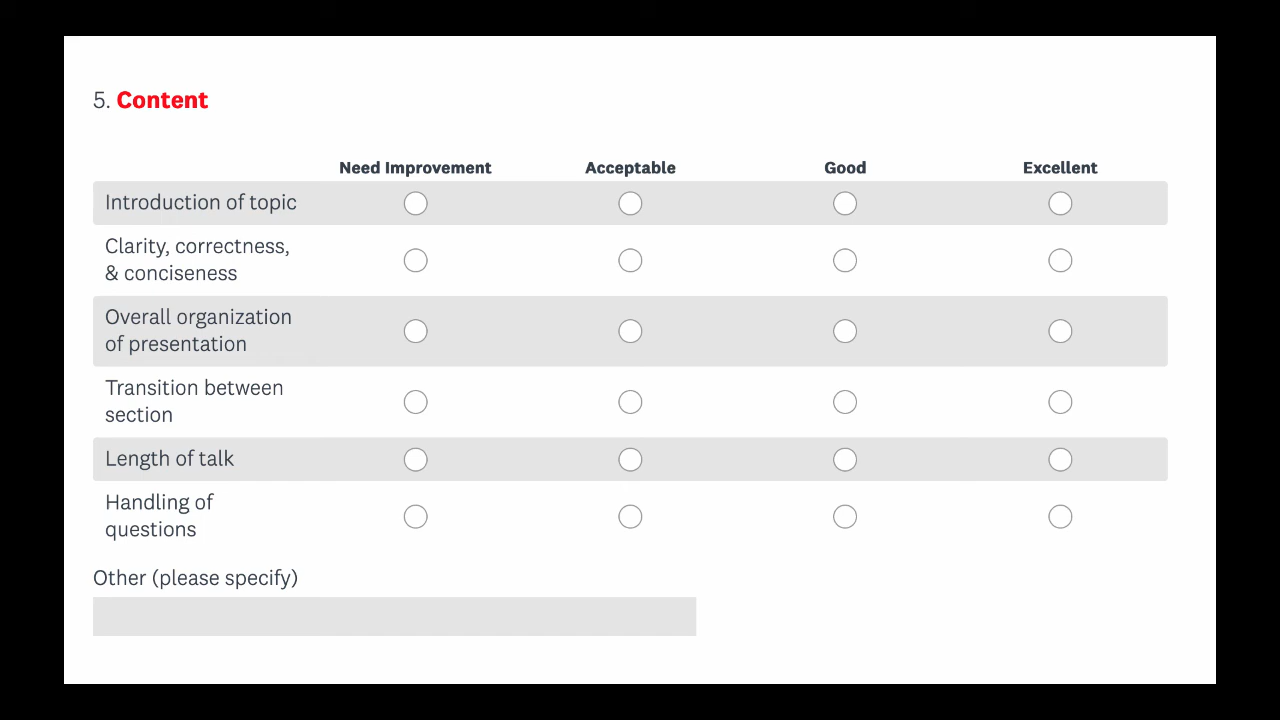 5. Content
Need Improvement Acceptable Good Excellent
Introduction of topic
Clarity, correctness,
& conciseness
Overall organization
of presentation
Transition between
section
Length of talk
Handling of
questions
Other (please specify)